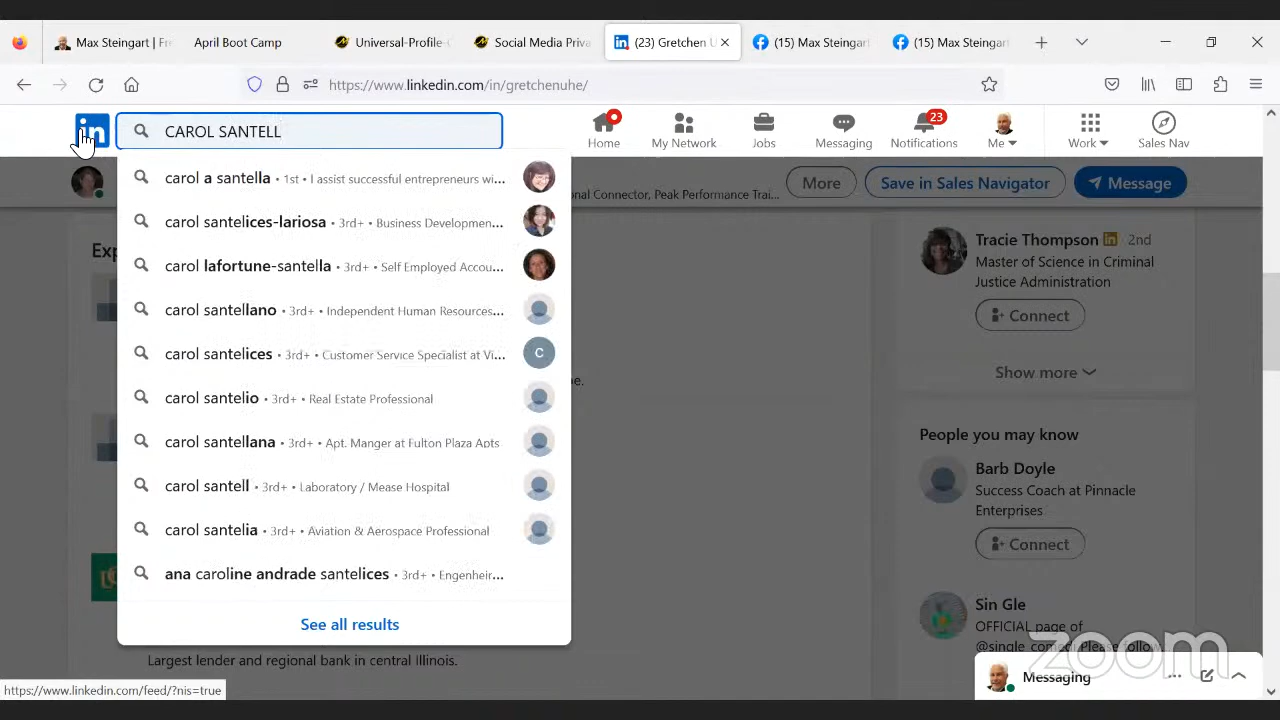 Max Steingart | Fr
April Boot Camp
Universal-Profile-
Social Media Priva
(23) Gretchen U
(15) Max Steingart
(15) Max Steingart
https://www.linkedin.com/in/gretchenuhe/
in
CAROL SANTELL
Home
My Network
Jobs
Messaging
23
Notifications
Me
Work
Sales Nav
onal Connector, Peak Performance Trai...
More
Save in Sales Navigator
Message
carol a santella • 1st • I assist successful entrepreneurs wi...
carol santelices-lariosa • 3rd+ • Business Developmen...
carol lafortune-santella • 3rd+ • Self Employed Accou...
carol santellano • 3rd+ • Independent Human Resources...
carol santelices • 3rd+ • Customer Service Specialist at Vi...
C
carol santelio • 3rd+ • Real Estate Professional
carol santellana • 3rd+ • Apt. Manger at Fulton Plaza Apts
carol santell • 3rd+ • Laboratory / Mease Hospital
carol santelia • 3rd+ • Aviation & Aerospace Professional
ana caroline andrade santelices • 3rd+ • Engenheir...
See all results
Exp
Largest lender and regional bank in central Illinois.
Tracie Thompson in 2nd
Master of Science in Criminal
Justice Administration
Connect
Show more
People you may know
Barb Doyle
Success Coach at Pinnacle
Enterprises
Connect
Sin Gle
OFFICIAL page of
@single_comedi Please follow
zoom
Messaging
https://www.linkedin.com/feed/?nis=true